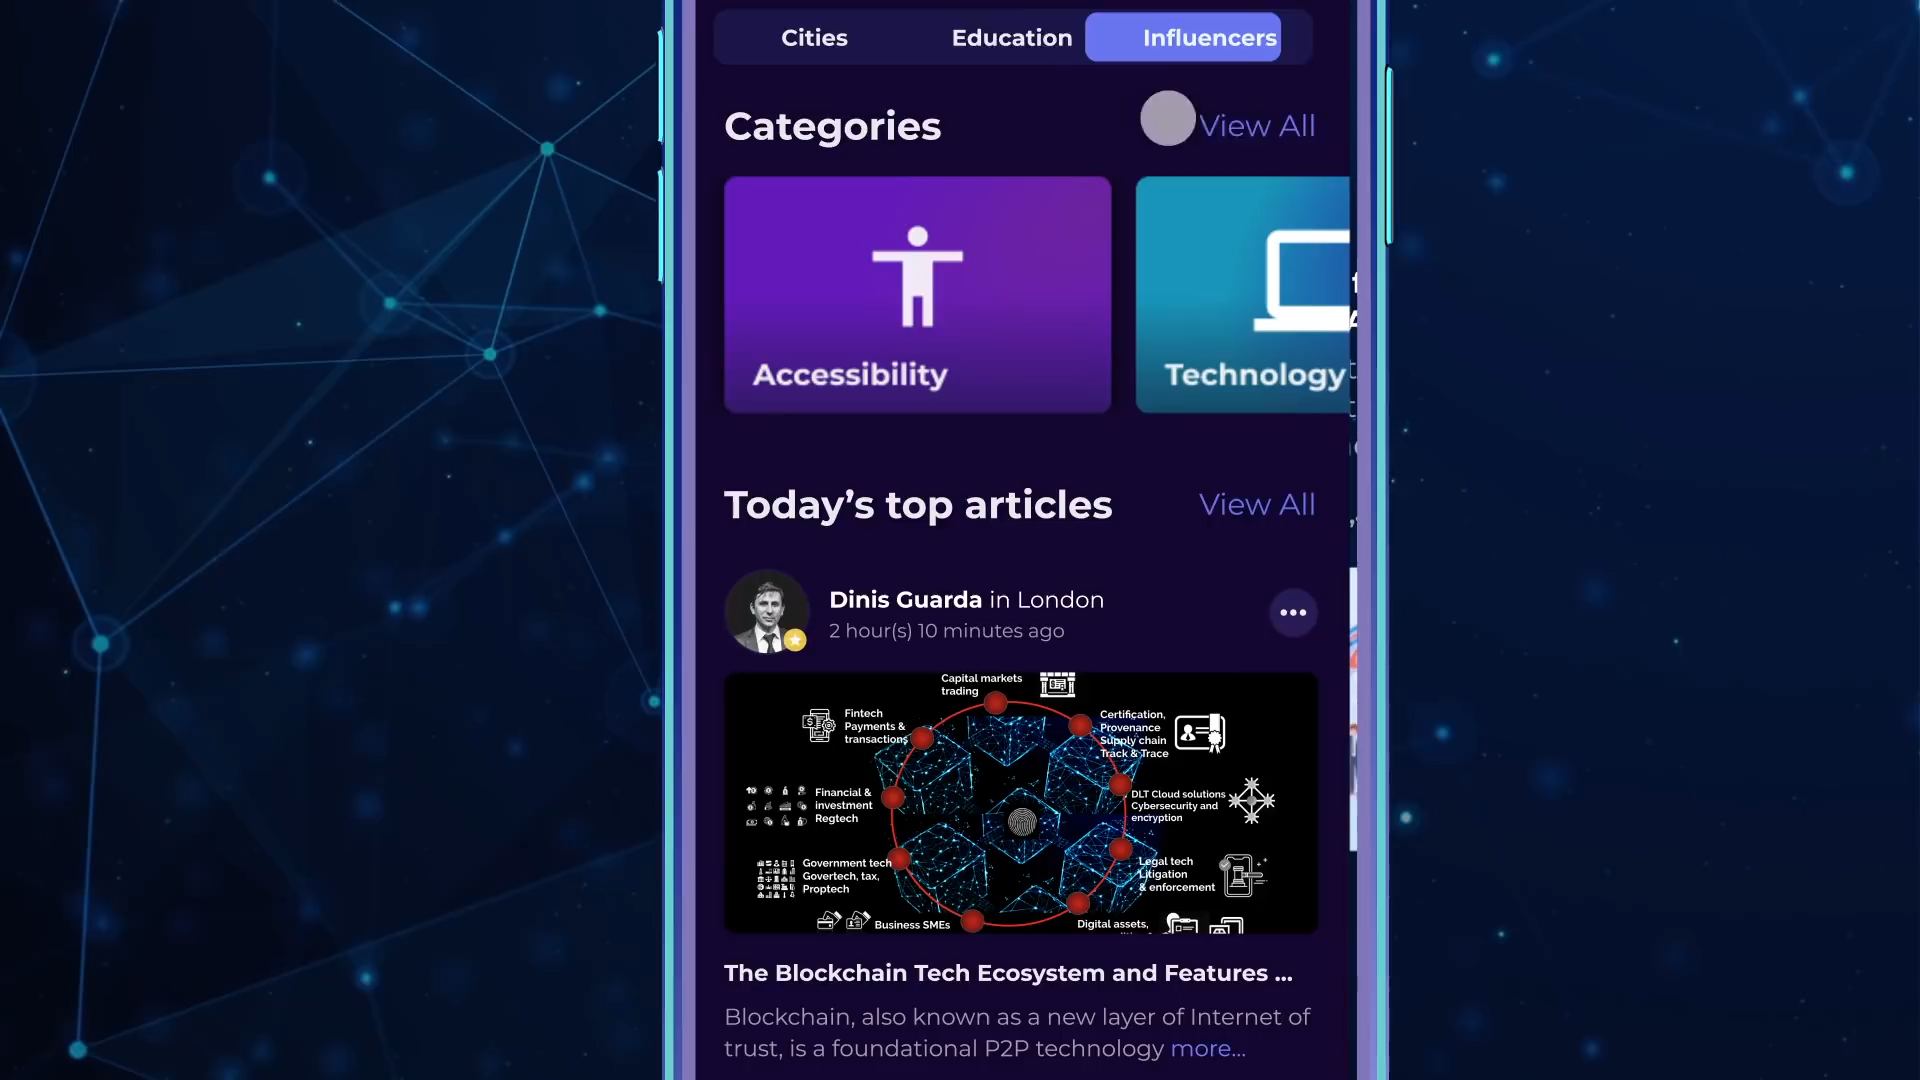 Cities Education Influencers
Categories View All
Accessibility
Technology
Today’s top articles View All
Dinis Guarda in London
2 hour(s) 10 minutes ago
Capital markets
trading
Fintech
Payments &
transactions
Certification,
Provenance
Supply chain
Track & Trace
Financial &
investment
Regtech
DLT Cloud solutions
Cybersecurity and
encryption
Government tech
Govertech, tax,
Proptech
Legal tech
Litigation
& enforcement
Business SMEs
Digital assets,
The Blockchain Tech Ecosystem and Features ...
Blockchain, also known as a new layer of Internet of
trust, is a foundational P2P technology more...